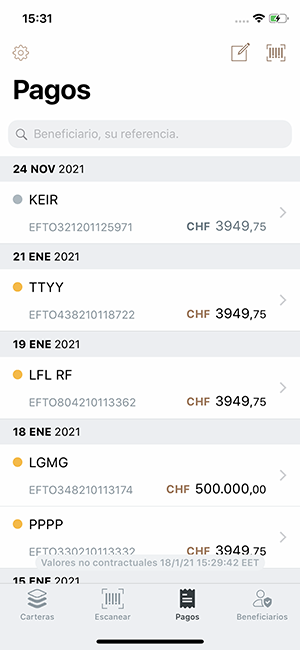 15:31
Pagos
Beneficiario, su referencia.
24 NOV 2021
KEIR
EFTO321201125971
CHF 3949,75
21 ENE 2021
TTYY
EFTO438210118722
CHF 3949,75
19 ENE 2021
LFL RF
EFTO804210113362
CHF 3949,75
18 ENE 2021
LGMG
EFTO348210113174
CHF 500.000,00
PPPP
EFTO330210113332
CHF 3949,75
Valores no contractuales 18/1/21 15:29:42 EET
15 ENE 2021
Carteras
Escanear
Pagos
Beneficiarios